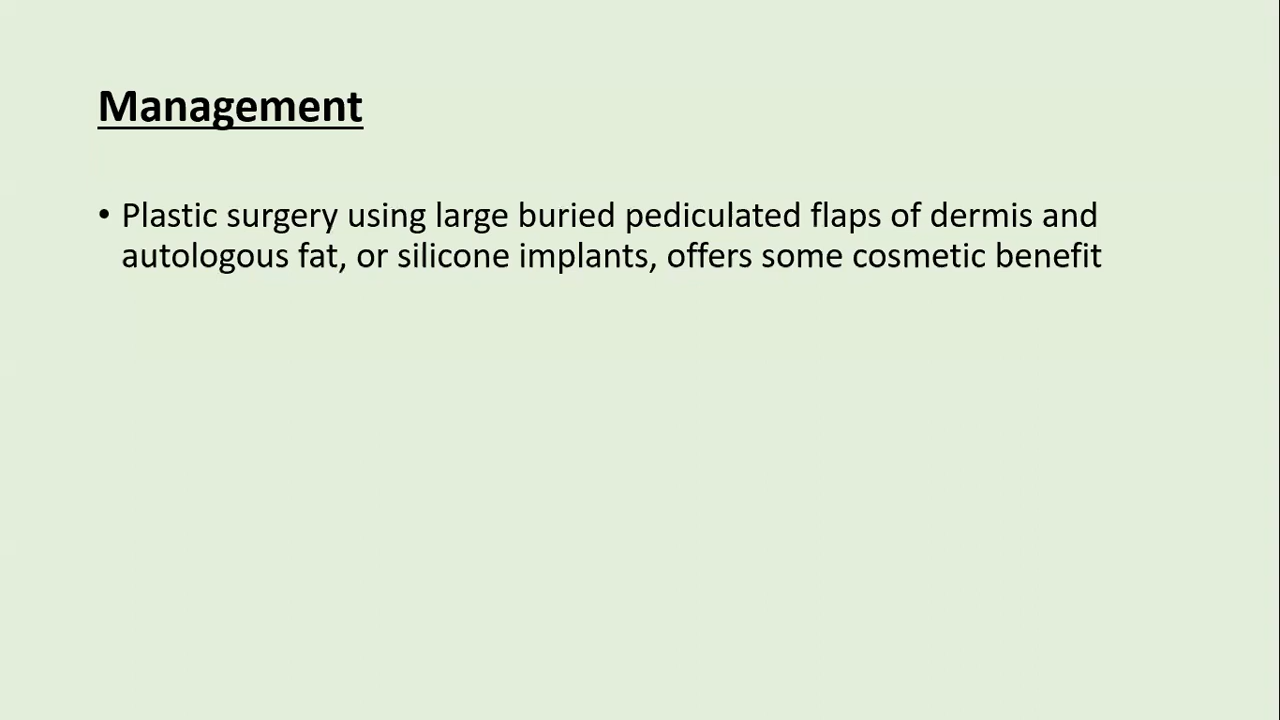 Management
• Plastic surgery using large buried pediculated flaps of dermis and
autologous fat, or silicone implants, offers some cosmetic benefit